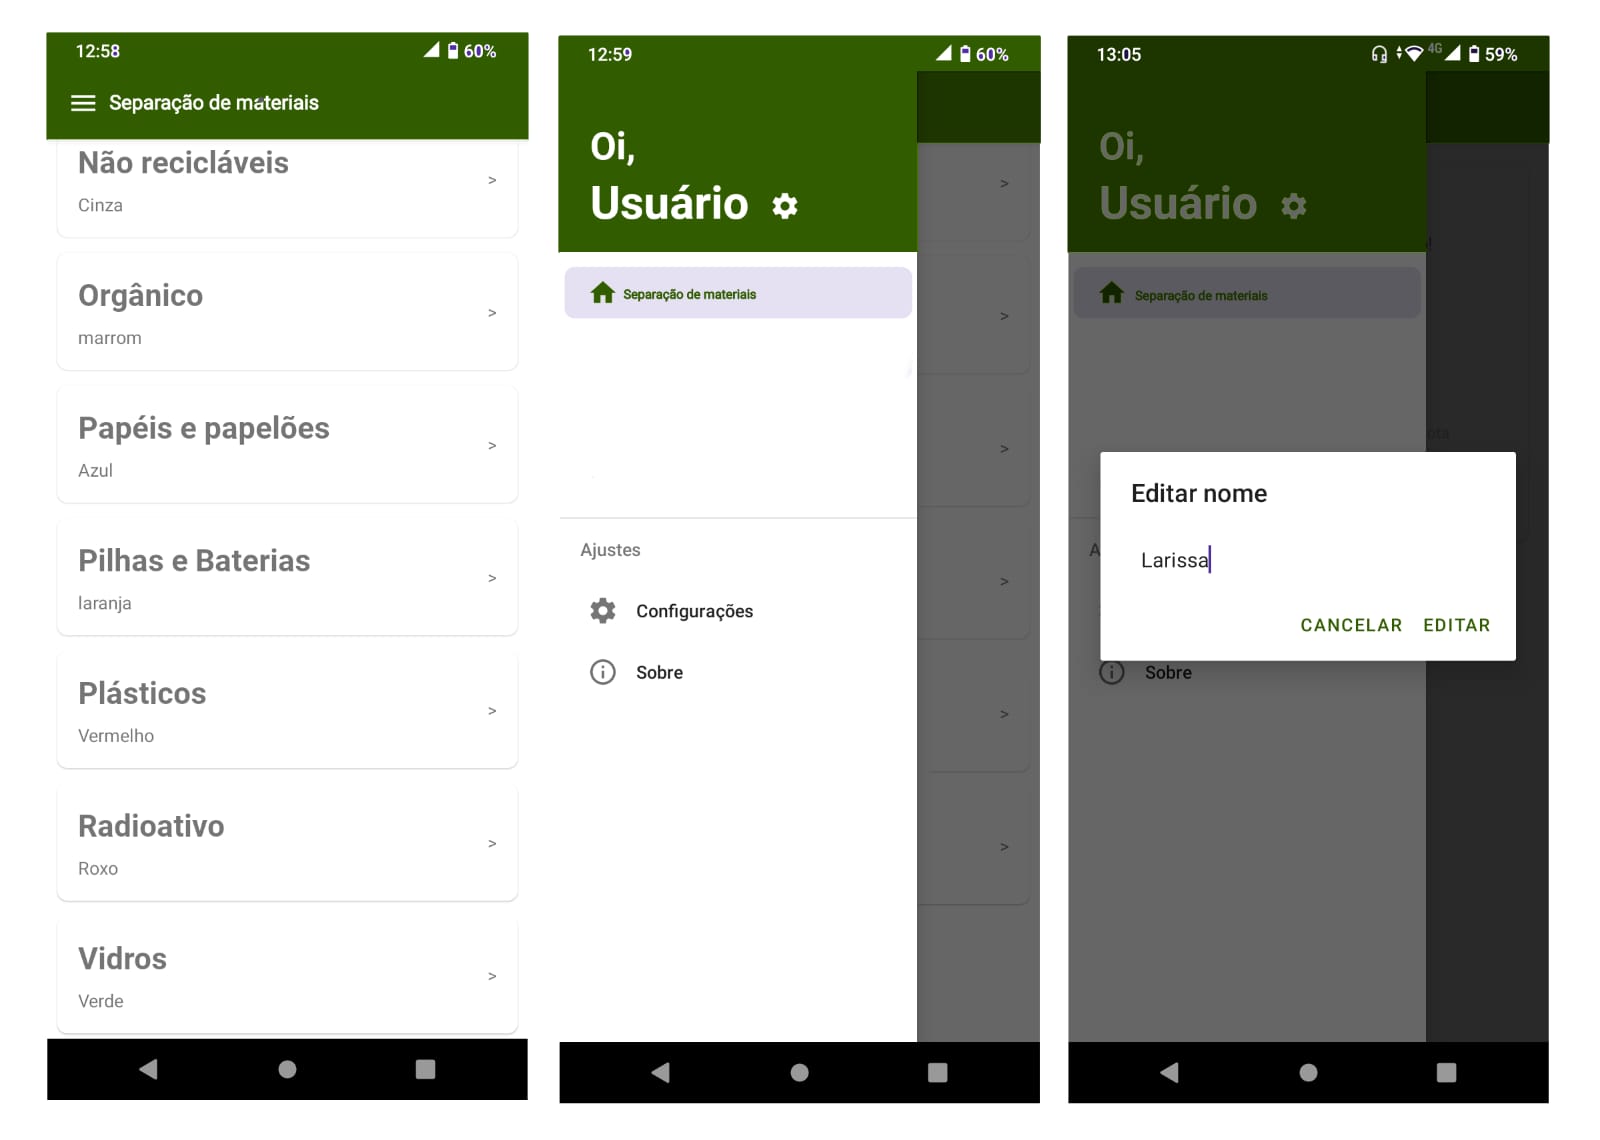 12:58
60%
Separação de materiais
Não recicláveis
Cinza
>
Orgânico
marrom
>
Papéis e papelões
Azul
>
Pilhas e Baterias
laranja
>
Plásticos
Vermelho
>
Radioativo
Roxo
>
Vidros
Verde
>
12:59
60%
Oi,
Usuário
Separação de materiais
Ajustes
Configurações
Sobre
>
>
>
>
>
>
13:05
4G
59%
Oi,
Usuário
Separação de materiais
Editar nome
Larissa
CANCELAR EDITAR
Sobre